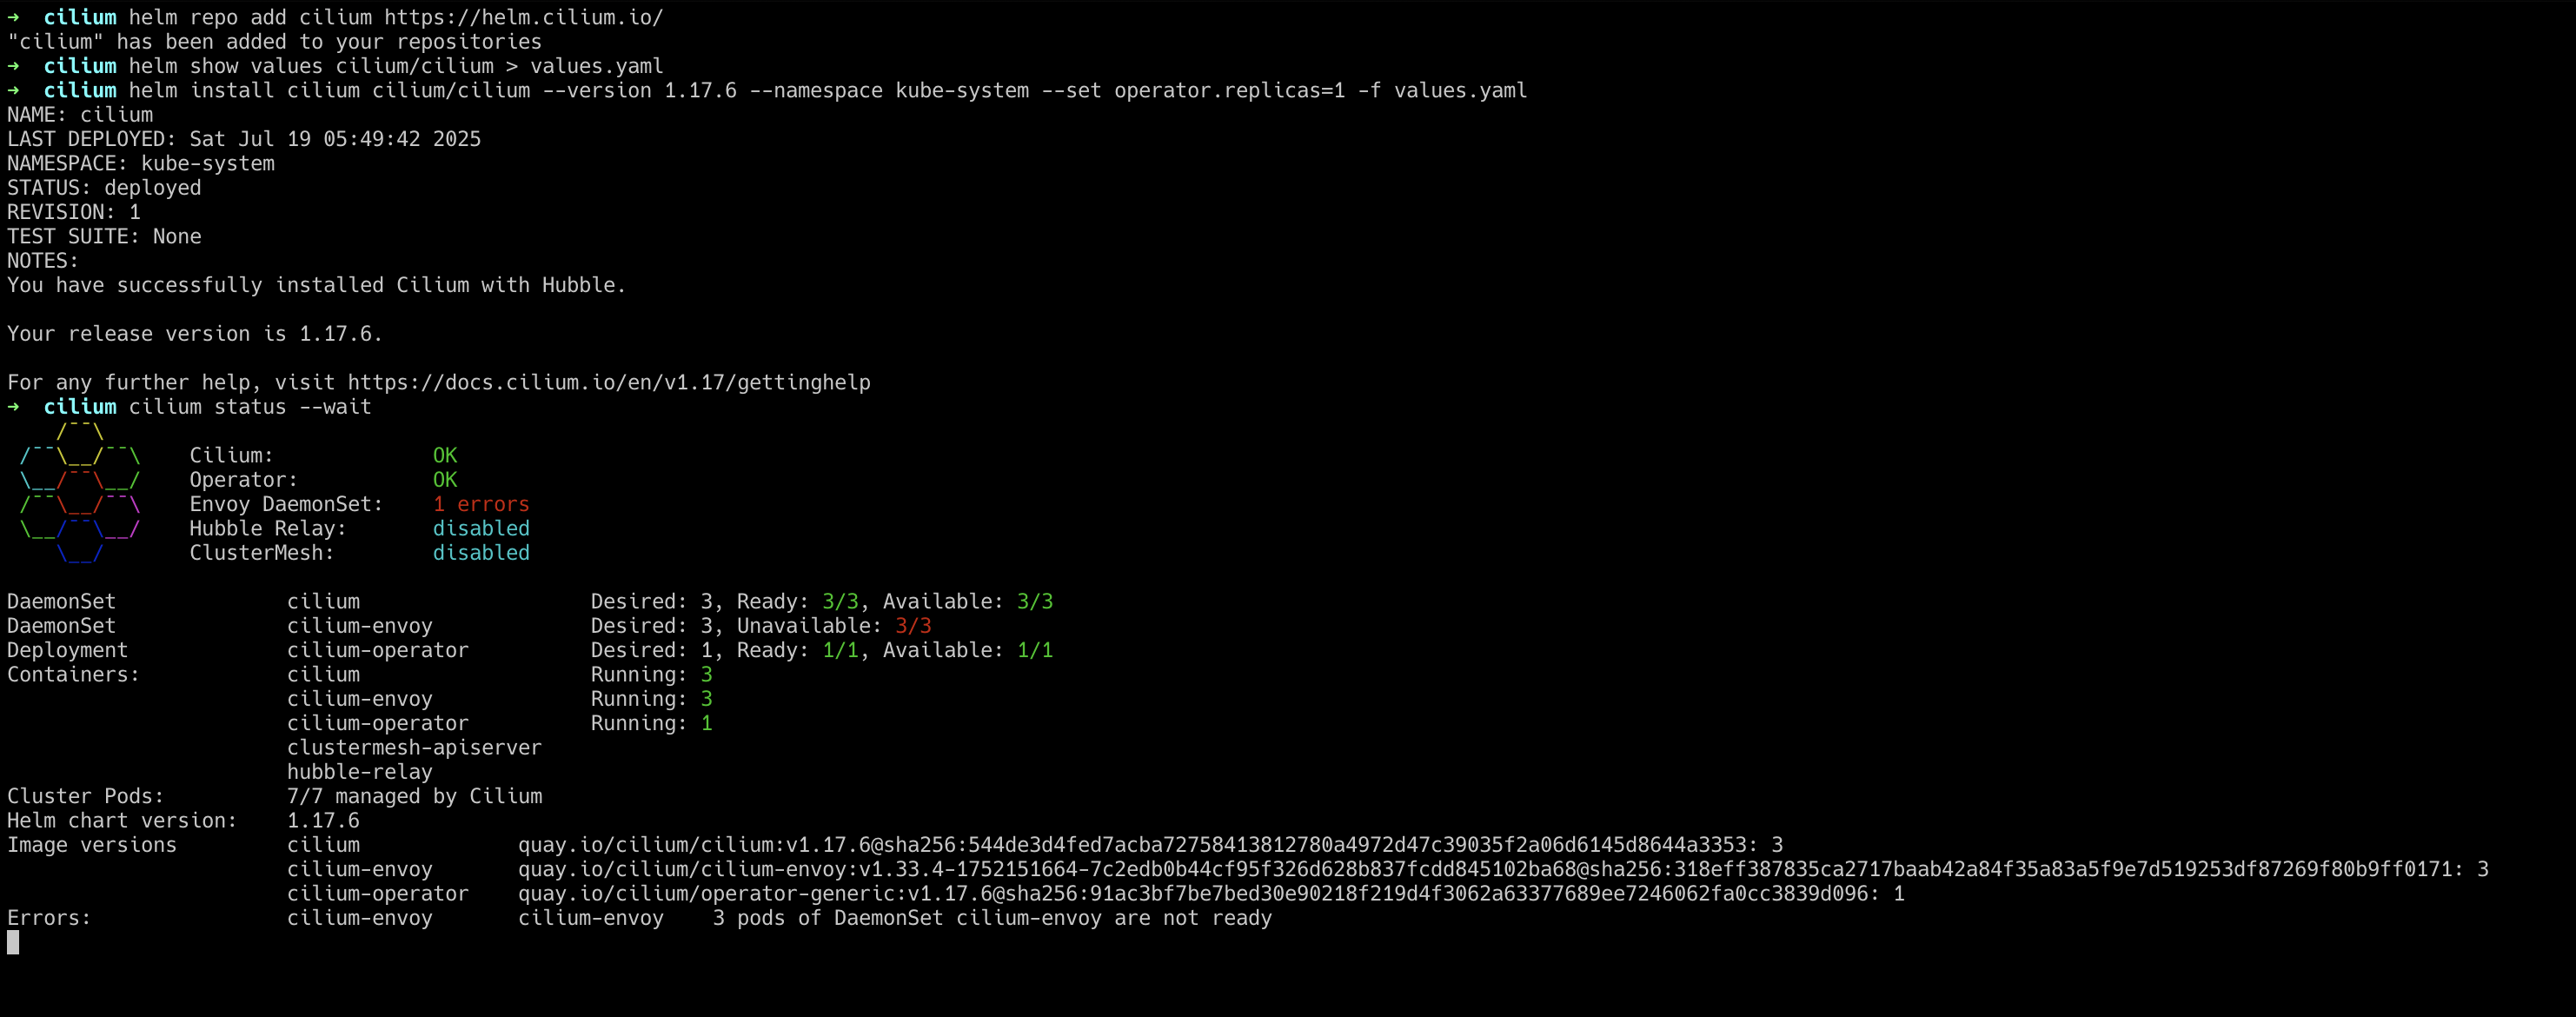 ➜  cilium helm repo add cilium https://helm.cilium.io/
"cilium" has been added to your repositories
➜  cilium helm show values cilium/cilium > values.yaml
➜  cilium helm install cilium cilium/cilium --version 1.17.6 --namespace kube-system --set operator.replicas=1 -f values.yaml
NAME: cilium
LAST DEPLOYED: Sat Jul 19 05:49:42 2025
NAMESPACE: kube-system
STATUS: deployed
REVISION: 1
TEST SUITE: None
NOTES:
You have successfully installed Cilium with Hubble.

Your release version is 1.17.6.

For any further help, visit https://docs.cilium.io/en/v1.17/gettinghelp
➜  cilium cilium status --wait
    /¯¯\
 /¯¯\__/¯¯\    Cilium:             OK
 \__/¯¯\__/    Operator:           OK
 /¯¯\__/¯¯\    Envoy DaemonSet:    1 errors
 \__/¯¯\__/    Hubble Relay:       disabled
    \__/       ClusterMesh:        disabled

DaemonSet              cilium                   Desired: 3, Ready: 3/3, Available: 3/3
DaemonSet              cilium-envoy             Desired: 3, Unavailable: 3/3
Deployment             cilium-operator          Desired: 1, Ready: 1/1, Available: 1/1
Containers:            cilium                   Running: 3
                       cilium-envoy             Running: 3
                       cilium-operator          Running: 1
                       clustermesh-apiserver
                       hubble-relay
Cluster Pods:          7/7 managed by Cilium
Helm chart version:    1.17.6
Image versions         cilium             quay.io/cilium/cilium:v1.17.6@sha256:544de3d4fed7acba72758413812780a4972d47c39035f2a06d6145d8644a3353: 3
                       cilium-envoy       quay.io/cilium/cilium-envoy:v1.33.4-1752151664-7c2edb0b44cf95f326d628b837fcdd845102ba68@sha256:318eff387835ca2717baab42a84f35a83a5f9e7d519253df87269f80b9ff0171: 3
                       cilium-operator    quay.io/cilium/operator-generic:v1.17.6@sha256:91ac3bf7be7bed30e90218f219d4f3062a63377689ee7246062fa0cc3839d096: 1
Errors:                cilium-envoy       cilium-envoy    3 pods of DaemonSet cilium-envoy are not ready